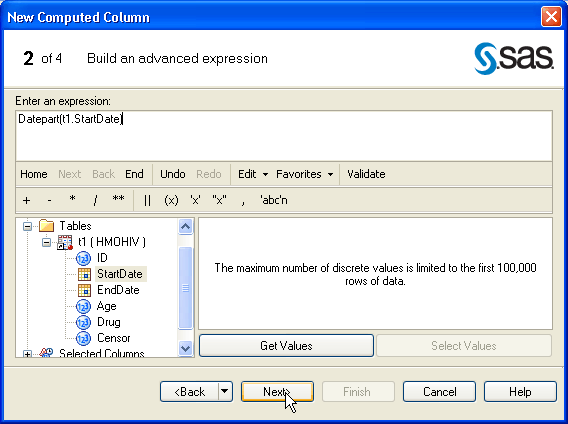 New Computed Column
2 of 4 Build an advanced expression
sas
Enter an expression:
Datepart(t1.StartDate)
Home Next Back End Undo Redo Edit Favorites Validate
+ - * / ** || (x) 'x' "x" , 'abc'n
Tables
t1 ( HMOHIV )
ID
StartDate
EndDate
Age
Drug
Censor
Selected Columns
The maximum number of discrete values is limited to the first 100,000
rows of data.
Get Values Select Values
<Back Next> Finish Cancel Help